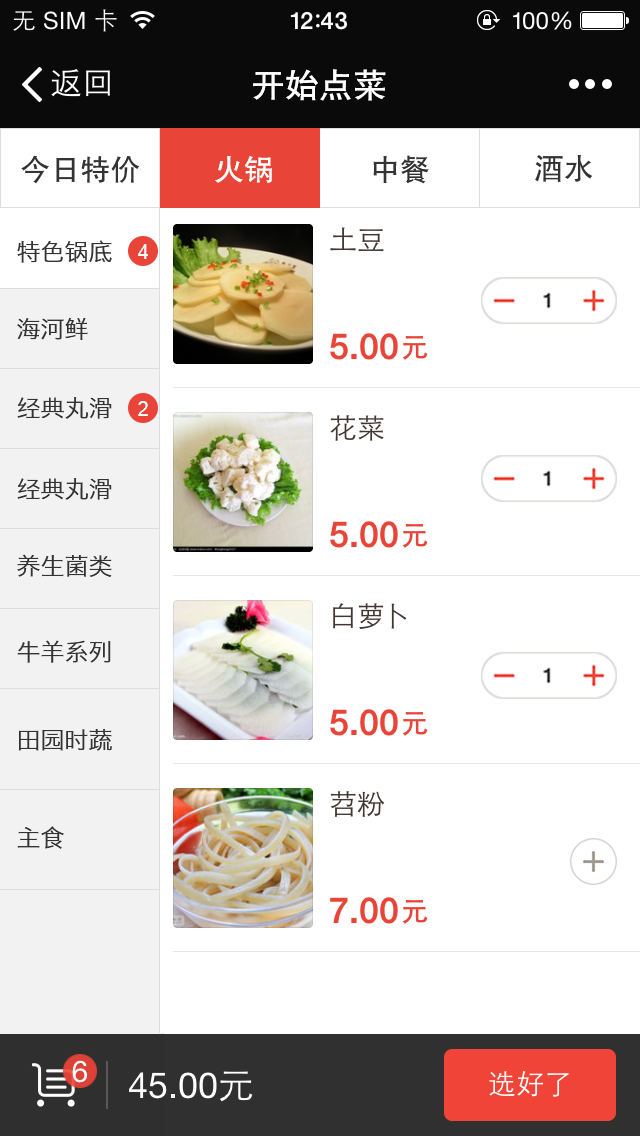 无 SIM 卡 12:43 100%
返回 开始点菜
今日特价 火锅 中餐 酒水
特色锅底 4
海河鲜
经典丸滑 2
经典丸滑
养生菌类
牛羊系列
田园时蔬
主食
土豆
1
5.00元
花菜
1
5.00元
白萝卜
1
5.00元
苕粉
7.00元
6 45.00元 选好了